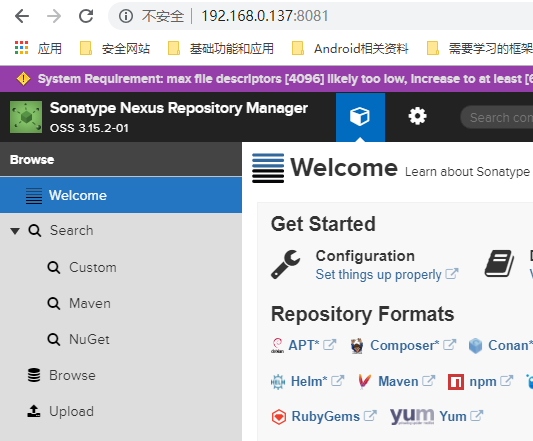 不安全 | 192.168.0.137:8081
应用 安全网站 基础功能和应用 Android相关资料 需要学习的框架
System Requirement: max file descriptors [4096] likely too low, increase to at least
Sonatype Nexus Repository Manager
OSS 3.15.2-01
Search
Browse
Welcome Learn about Sonatype
Welcome
Search
Custom
Maven
NuGet
Browse
Upload
Get Started
Configuration
Set things up properly
Repository Formats
debian APT* Composer* Conan*
HELM Helm* Maven npm
RubyGems yum Yum